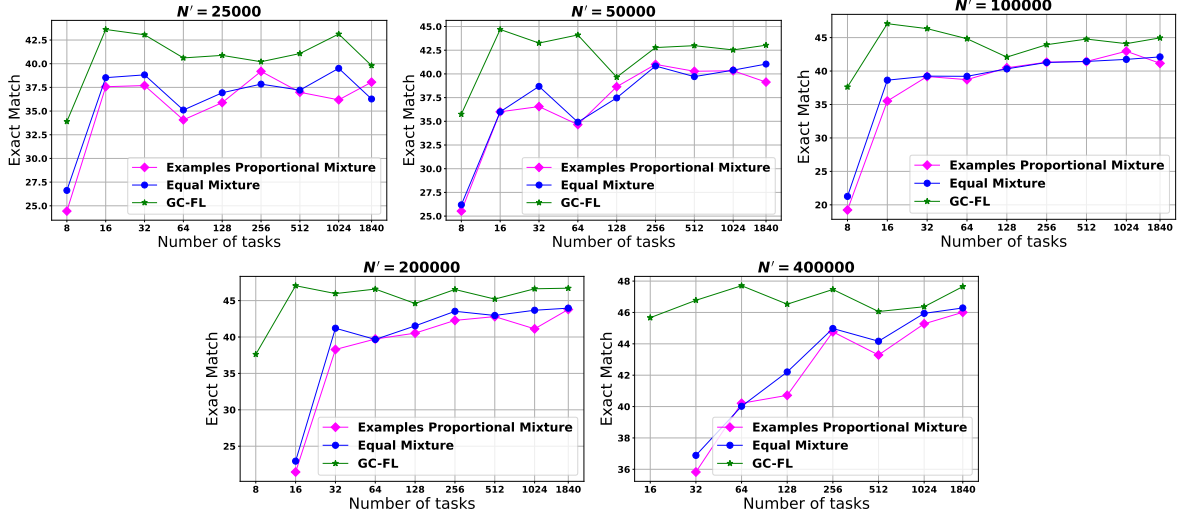 N′ = 25000
Exact Match
42.5
40.0
37.5
35.0
32.5
30.0
27.5
25.0
Examples Proportional Mixture
Equal Mixture
GC-FL
8 16 32 64 128 256 512 1024 1840
Number of tasks
N′ = 50000
Exact Match
45.0
42.5
40.0
37.5
35.0
32.5
30.0
27.5
25.0
Examples Proportional Mixture
Equal Mixture
GC-FL
8 16 32 64 128 256 512 1024 1840
Number of tasks
N′ = 100000
Exact Match
45
40
35
30
25
20
Examples Proportional Mixture
Equal Mixture
GC-FL
8 16 32 64 128 256 512 1024 1840
Number of tasks
N′ = 200000
Exact Match
45
40
35
30
25
Examples Proportional Mixture
Equal Mixture
GC-FL
8 16 32 64 128 256 512 1024 1840
Number of tasks
N′ = 400000
Exact Match
48
46
44
42
40
38
36
Examples Proportional Mixture
Equal Mixture
GC-FL
16 32 64 128 256 512 1024 1840
Number of tasks